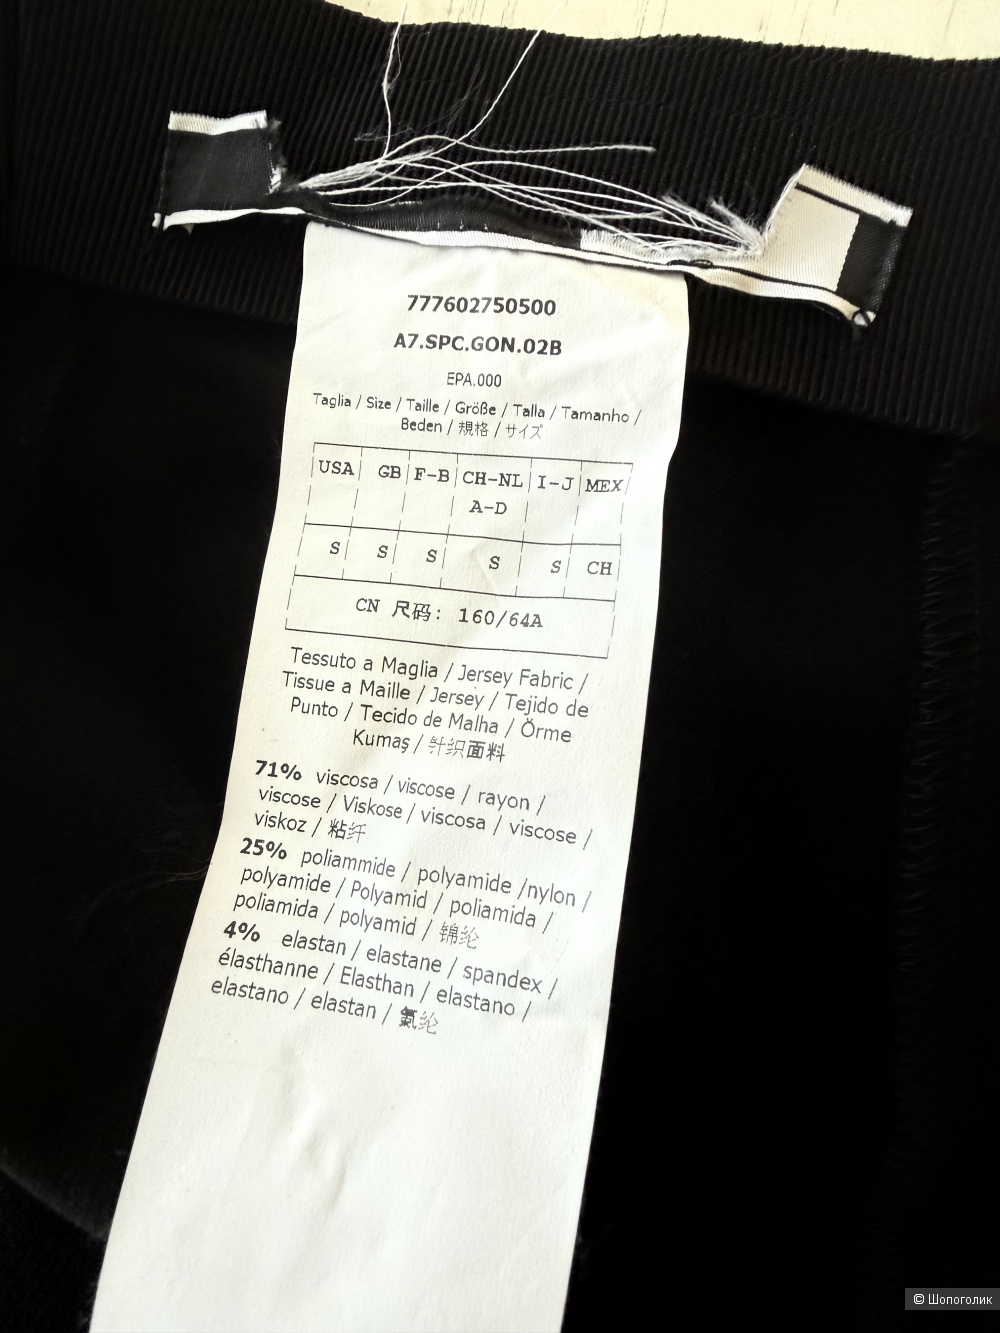 777602750500
A7.SPC.GON.02B
EPA.000
Taglia / Size / Taille / Größe / Talla / Tamanho /
Beden / 規格 / サイズ
USA GB F-B CH-NL I-J MEX
A-D
S S S S S CH
CN 尺码: 160/64A
Tessuto a Maglia / Jersey Fabric /
Tissue a Maille / Jersey / Tejido de
Punto / Tecido de Malha / Örme
Kumaş / 针织面料
71% viscosa / viscose / rayon /
viscose / Viskose / viscosa / viscose /
viskoz / 粘纤
25% poliammide / polyamide /nylon /
polyamide / Polyamid / poliamida /
poliamida / polyamid / 锦纶
4% elastan / elastane / spandex /
élasthanne / Elasthan / elastano /
elastano / elastan / 氨纶
© Шопоголик